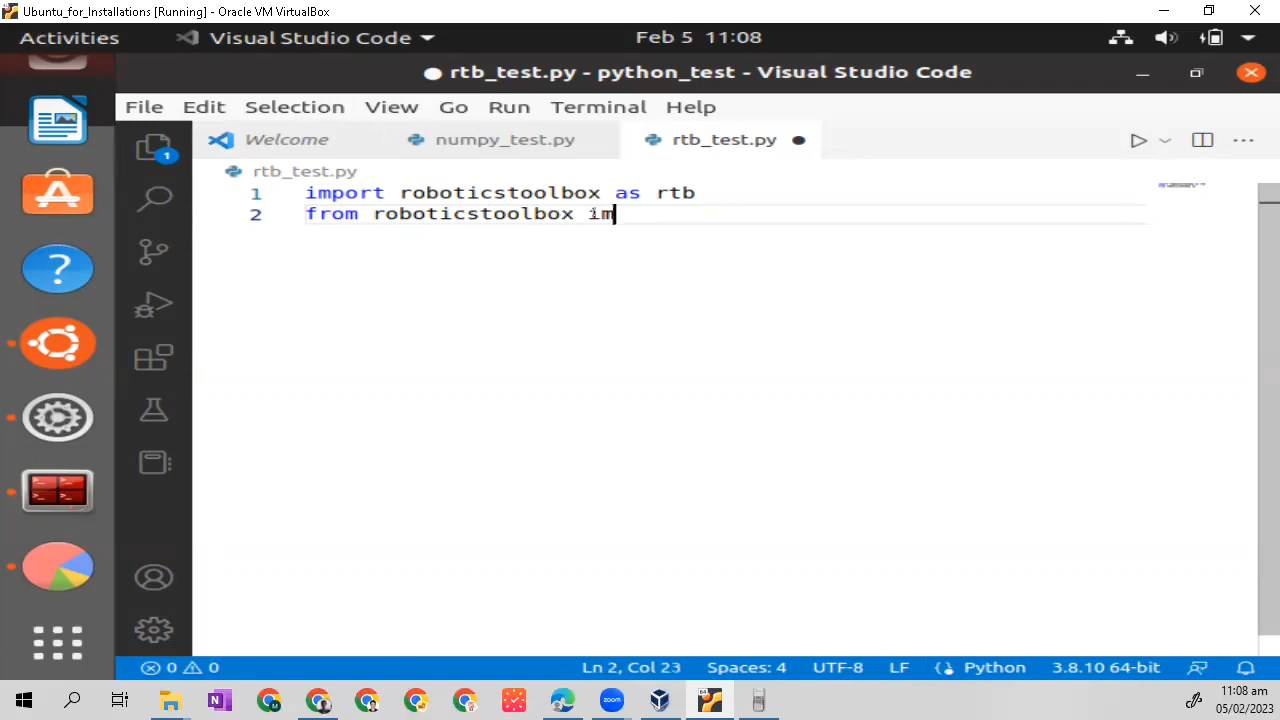 Ubuntu_for_Installations [Running] - Oracle VM VirtualBox
Activities Visual Studio Code Feb 5 11:08
rtb_test.py - python_test - Visual Studio Code
File Edit Selection View Go Run Terminal Help
Welcome numpy_test.py rtb_test.py
rtb_test.py
1 import roboticstoolbox as rtb
2 from roboticstoolbox im
0 0 Ln 2, Col 23 Spaces: 4 UTF-8 LF Python 3.8.10 64-bit
11:08 am
05/02/2023